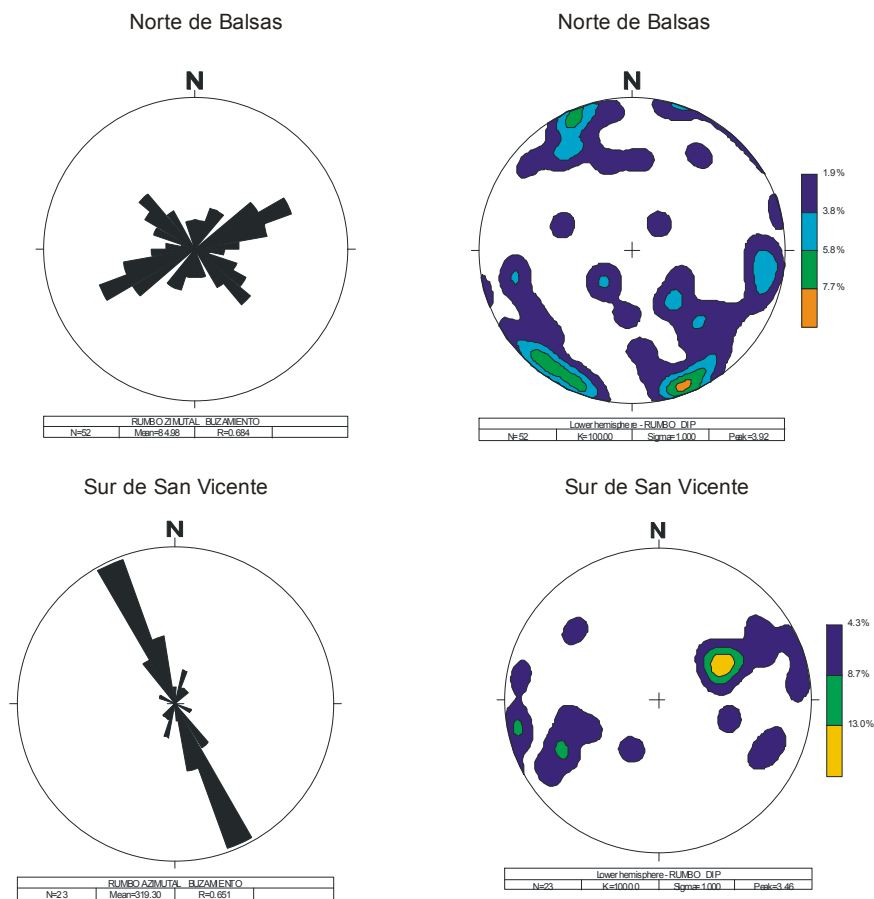 Norte de Balsas
Norte de Balsas
N
N
1.9%
3.8%
5.8%
7.7%
RUMBO ZIMUTAL BUZAMIENTO
N=52 Mean=84.98 R=0.684
Lower hemisphere - RUMBO DIP
N=52 K=100.00 Sigma=1.000 Peak=3.92
Sur de San Vicente
Sur de San Vicente
N
N
4.3%
8.7%
13.0%
RUMBO AZIMUTAL BUZAMIENTO
N=23 Mean=319.30 R=0.651
Lower hemisphere - RUMBO DIP
N=23 K=100.00 Sigma=1.000 Peak=3.46